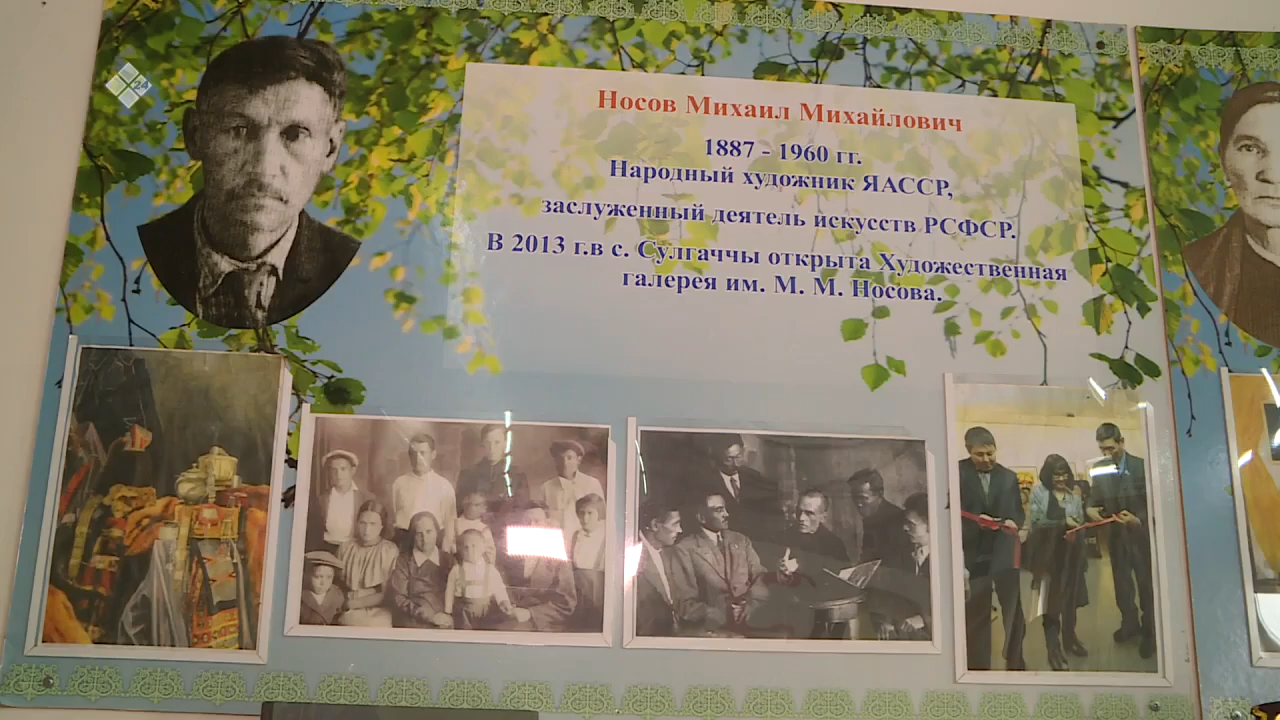 Х24
Носов Михаил Михайлович
1887 - 1960 гг.
Народный художник ЯАССР,
заслуженный деятель искусств РСФСР.
В 2013 г.в с. Сулгаччы открыта Художественная
галерея им. М. М. Носова.